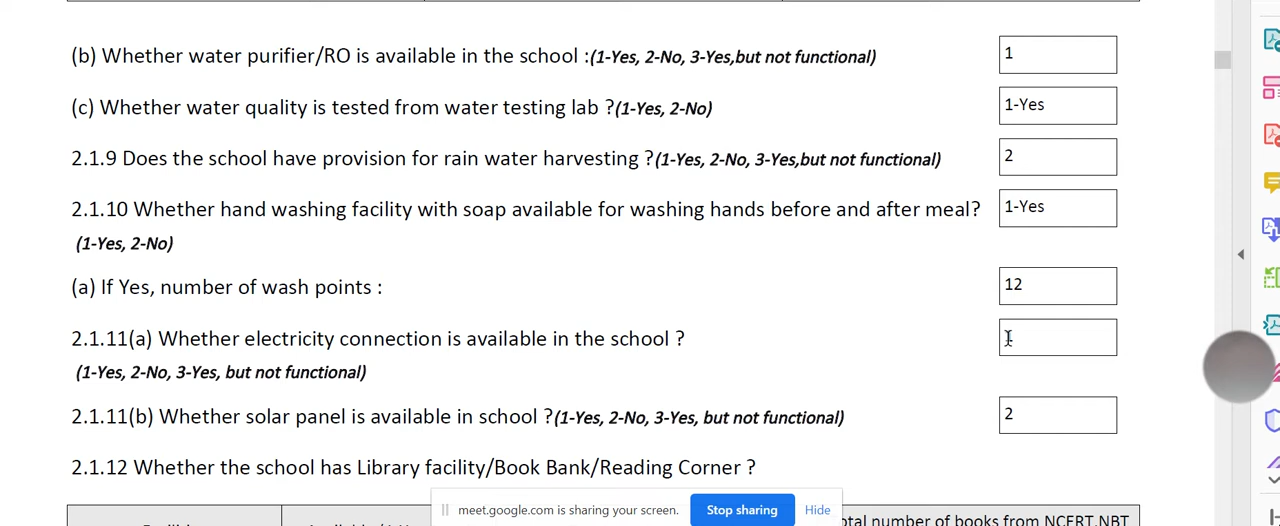 (b) Whether water purifier/RO is available in the school :(1-Yes, 2-No, 3-Yes,but not functional) 1
(c) Whether water quality is tested from water testing lab ?(1-Yes, 2-No) 1-Yes
2.1.9 Does the school have provision for rain water harvesting ?(1-Yes, 2-No, 3-Yes,but not functional) 2
2.1.10 Whether hand washing facility with soap available for washing hands before and after meal? 1-Yes
(1-Yes, 2-No)
(a) If Yes, number of wash points : 12
2.1.11(a) Whether electricity connection is available in the school ?
(1-Yes, 2-No, 3-Yes, but not functional)
2.1.11(b) Whether solar panel is available in school ?(1-Yes, 2-No, 3-Yes, but not functional) 2
2.1.12 Whether the school has Library facility/Book Bank/Reading Corner ?
meet.google.com is sharing your screen. Stop sharing Hide
number of books from NCERT,NBT